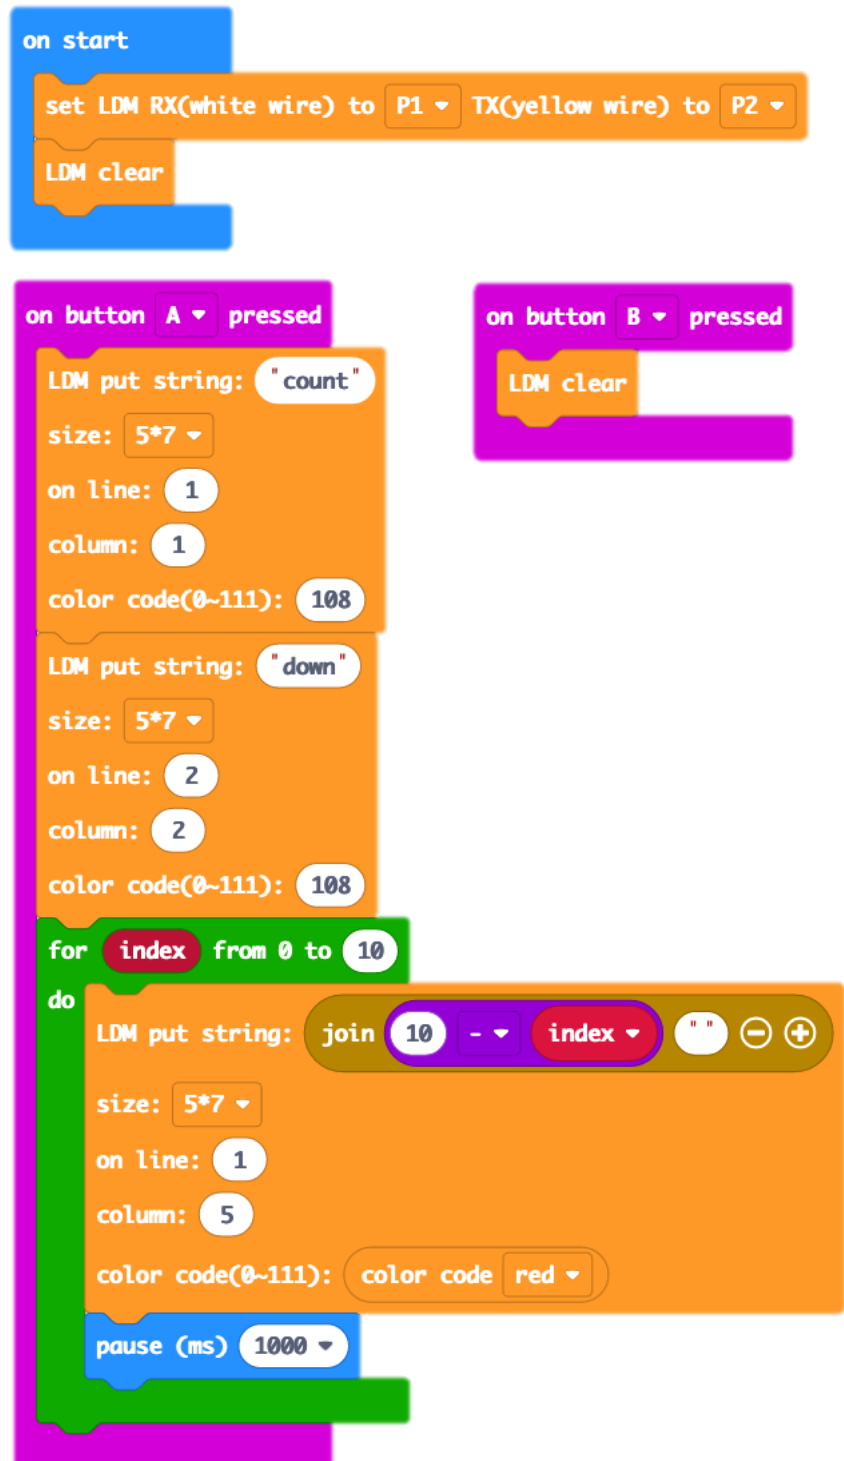 on start
set LDM RX(white wire) to P1 TX(yellow wire) to P2
LDM clear
on button A pressed
LDM put string: "count"
size: 5*7
on line: 1
column: 1
color code(0~111): 108
LDM put string: "down"
size: 5*7
on line: 2
column: 2
color code(0~111): 108
for index from 0 to 10
do
LDM put string: join 10 - index " "
size: 5*7
on line: 1
column: 5
color code(0~111): color code red
pause (ms) 1000
on button B pressed
LDM clear